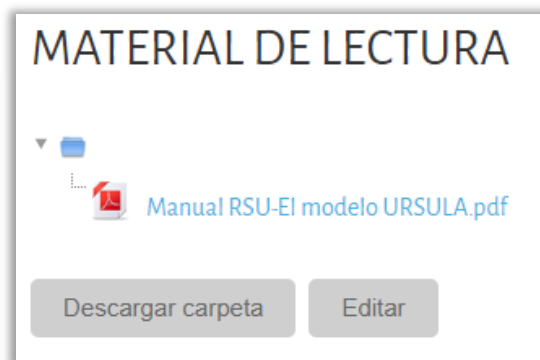 MATERIAL DE LECTURA
Manual RSU-El modelo URSULA.pdf
Descargar carpeta
Editar